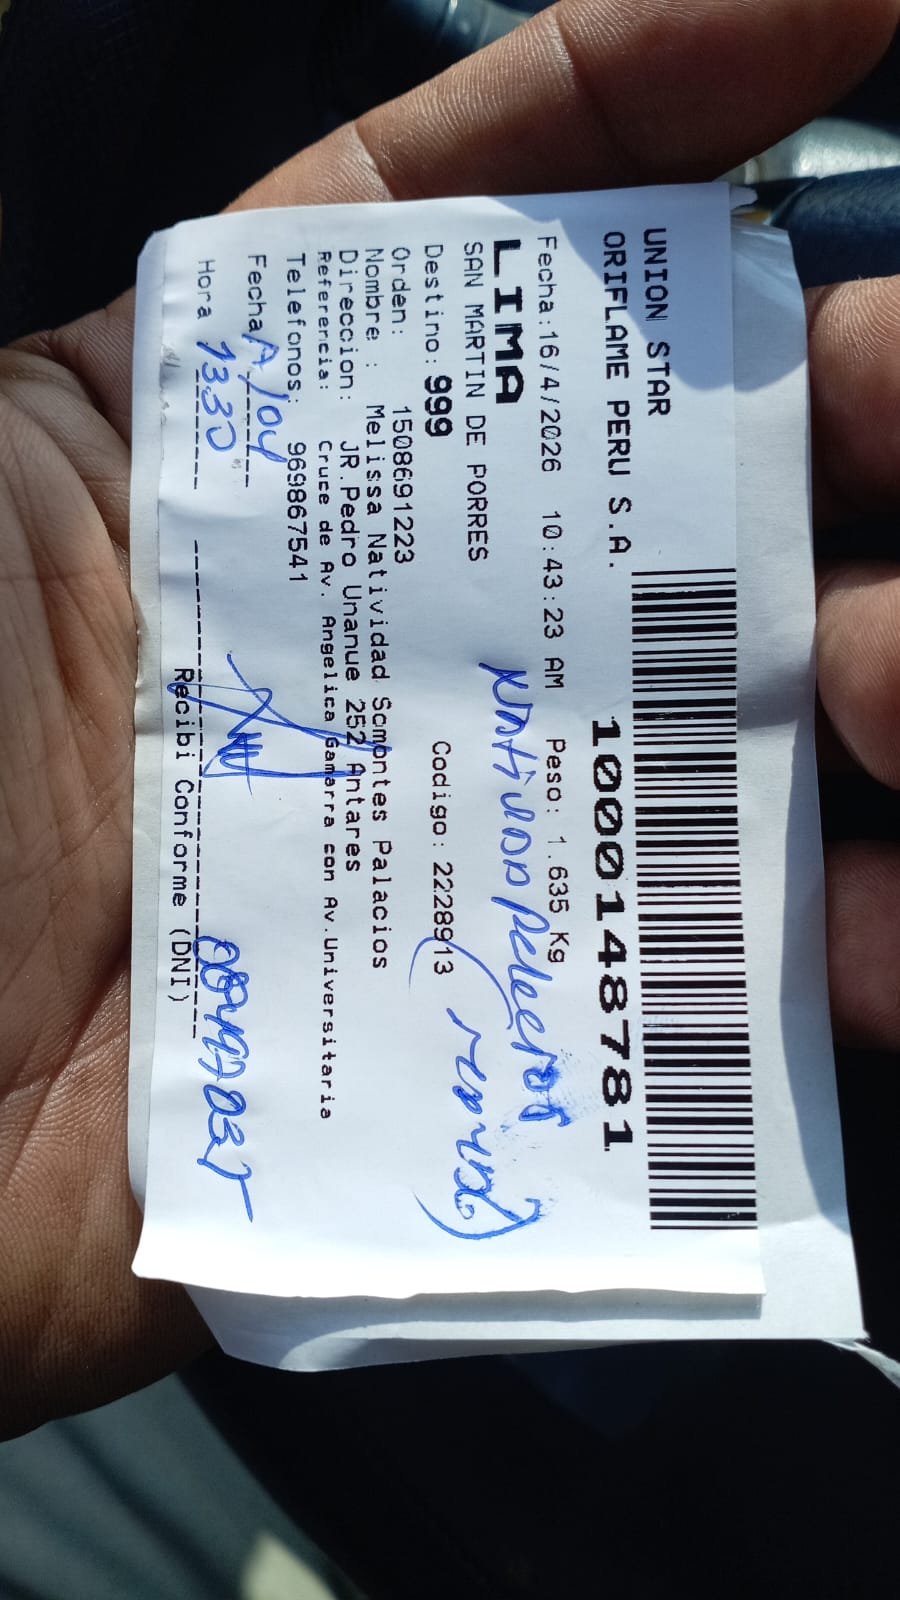 UNION STAR
ORIFLAME PERU S.A.
1000148781
Fecha:16/4/2026 10:43:23 AM Peso: 1.635 Kg
LIMA
SAN MARTIN DE PORRES
Destino: 999 Codigo: 2228913
Orden: 1508691223
Nombre : Melissa Natividad Somontes Palacios
Direccion: JR.Pedro Unanue 252 Antares
Referencia: Cruce de Av. Angelica Gamarra con Av.Universitaria
Telefonos: 969867541
Fecha
Hora 1330
Recibi Conforme (DNI)